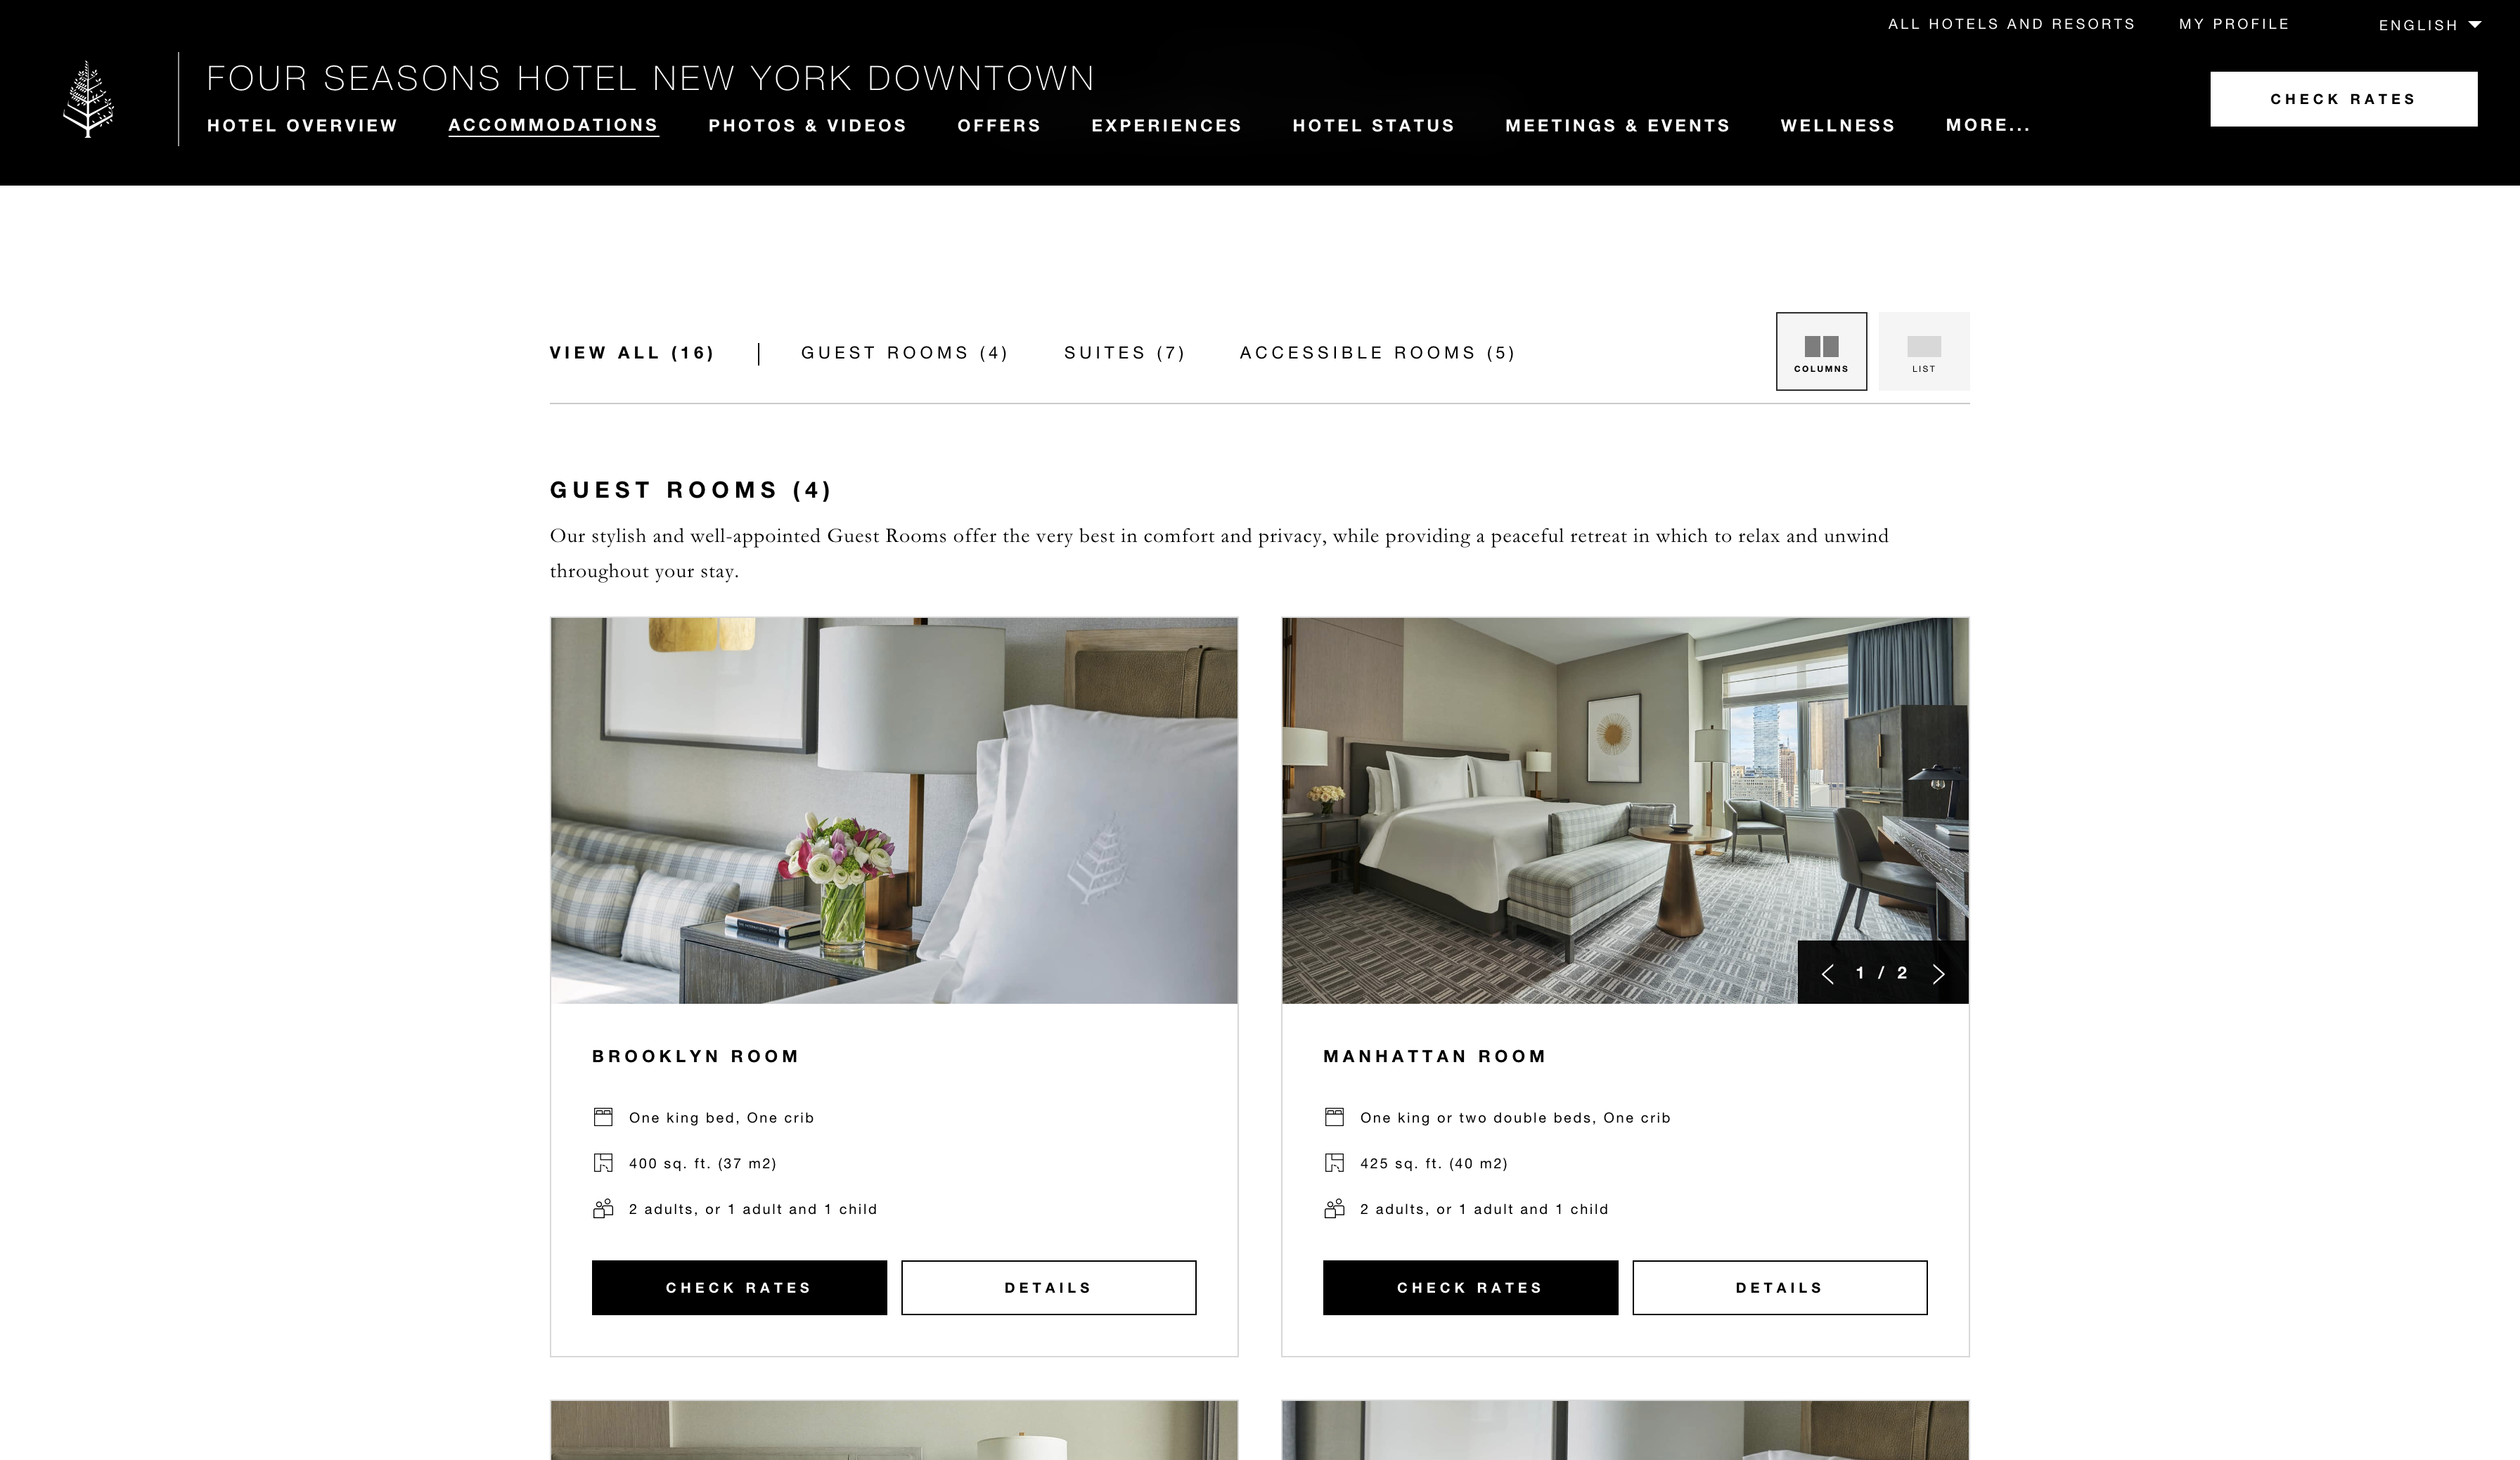 ALL HOTELS AND RESORTS
MY PROFILE
ENGLISH
FOUR SEASONS HOTEL NEW YORK DOWNTOWN
CHECK RATES
HOTEL OVERVIEW
ACCOMMODATIONS
PHOTOS & VIDEOS
OFFERS
EXPERIENCES
HOTEL STATUS
MEETINGS & EVENTS
WELLNESS
MORE...
VIEW ALL (16)
GUEST ROOMS (4)
SUITES (7)
ACCESSIBLE ROOMS (5)
COLUMNS
LIST
GUEST ROOMS (4)
Our stylish and well-appointed Guest Rooms offer the very best in comfort and privacy, while providing a peaceful retreat in which to relax and unwind
throughout your stay.
1 / 2
BROOKLYN ROOM
One king bed, One crib
400 sq. ft. (37 m2)
2 adults, or 1 adult and 1 child
CHECK RATES
DETAILS
MANHATTAN ROOM
One king or two double beds, One crib
425 sq. ft. (40 m2)
2 adults, or 1 adult and 1 child
CHECK RATES
DETAILS